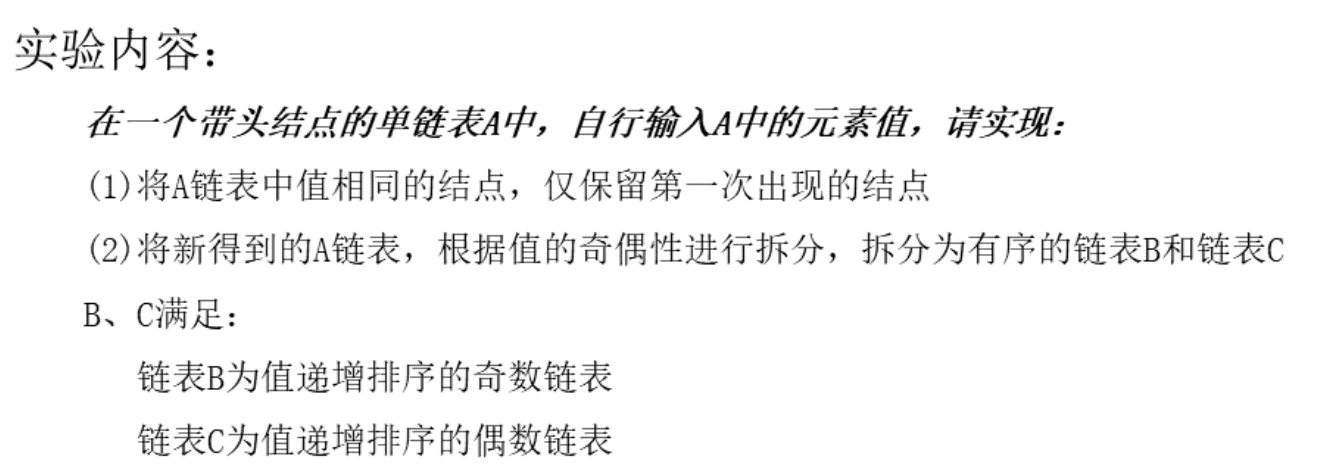 实验内容：
在一个带头结点的单链表A中，自行输入A中的元素值，请实现：
(1)将A链表中值相同的结点，仅保留第一次出现的结点
(2)将新得到的A链表，根据值的奇偶性进行拆分，拆分为有序的链表B和链表C
B、C满足：
链表B为值递增排序的奇数链表
链表C为值递增排序的偶数链表